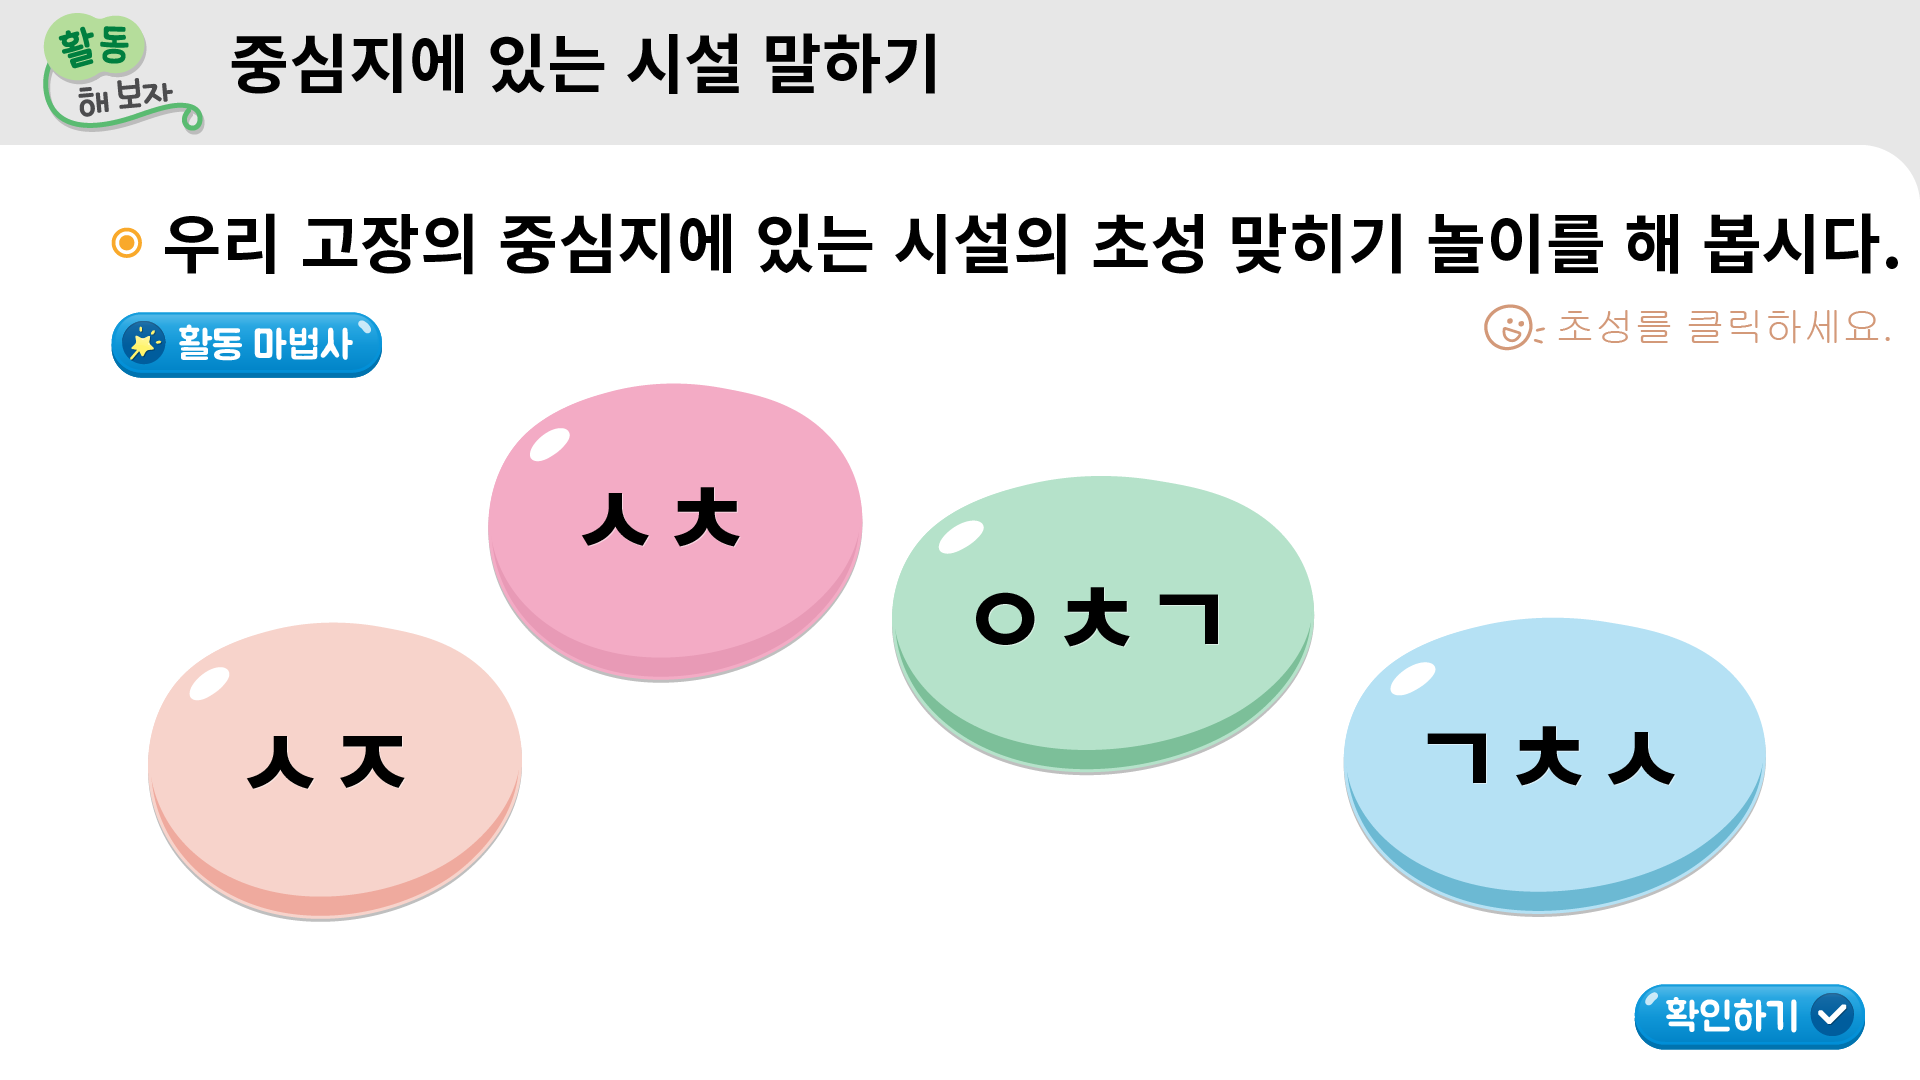 활동
해 보자
중심지에 있는 시설 말하기
우리 고장의 중심지에 있는 시설의 초성 맞히기 놀이를 해 봅시다.
활동 마법사
초성를 클릭하세요.
ㅅㅊ
ㅇㅊㄱ
ㅅㅈ
ㄱㅊㅅ
확인하기